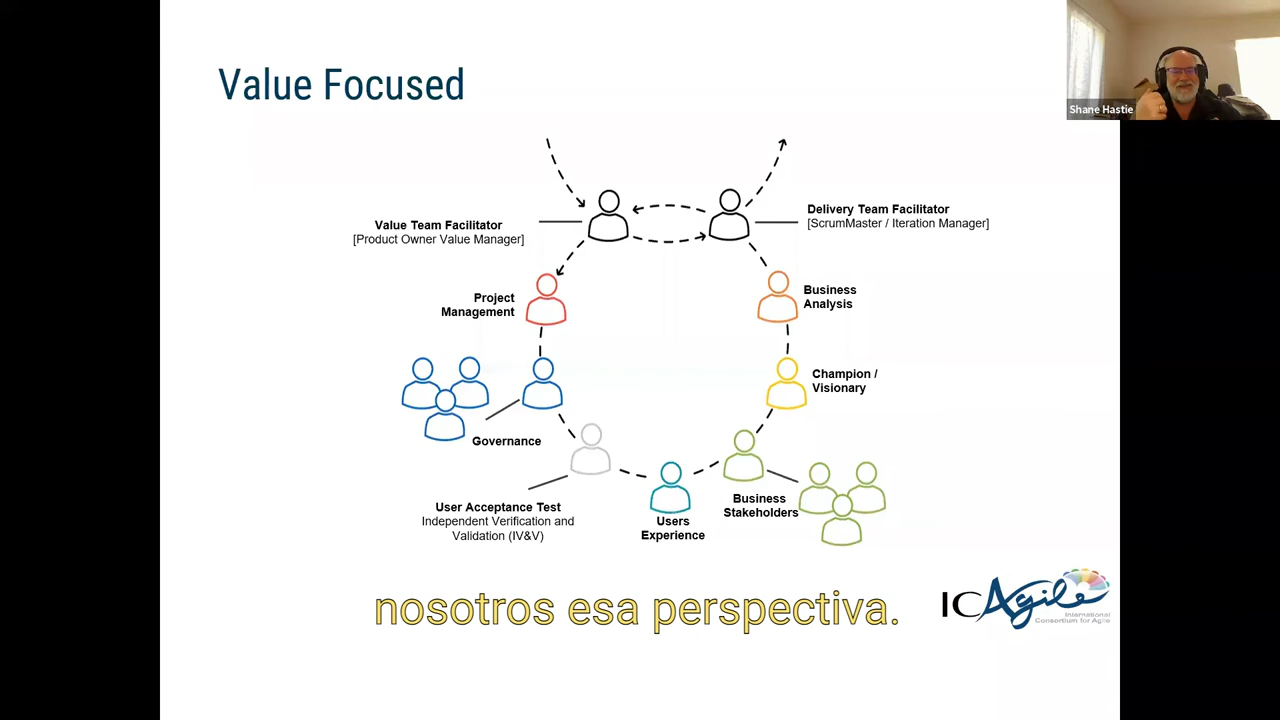 Value Focused
Shane Hastie
Value Team Facilitator
[Product Owner Value Manager]
Delivery Team Facilitator
[ScrumMaster / Iteration Manager]
Project
Management
Business
Analysis
Champion /
Visionary
Governance
User Acceptance Test
Independent Verification and
Validation (IV&V)
Users
Experience
Business
Stakeholders
nosotros esa perspectiva.
ICAgile
International
Consortium for Agile